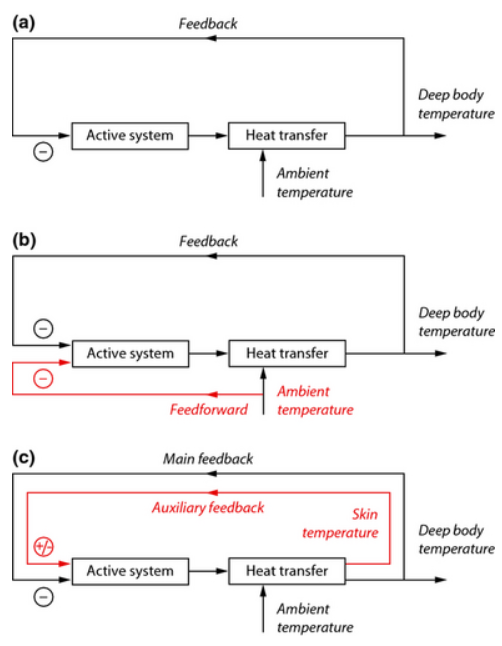 (a)
Feedback
Deep body
temperature
Active system
Heat transfer
−
Ambient
temperature
(b)
Feedback
Deep body
temperature
−
Active system
Heat transfer
−
Feedforward
Ambient
temperature
(c)
Main feedback
Auxiliary feedback
Skin
temperature
Deep body
temperature
+/-
Active system
Heat transfer
−
Ambient
temperature